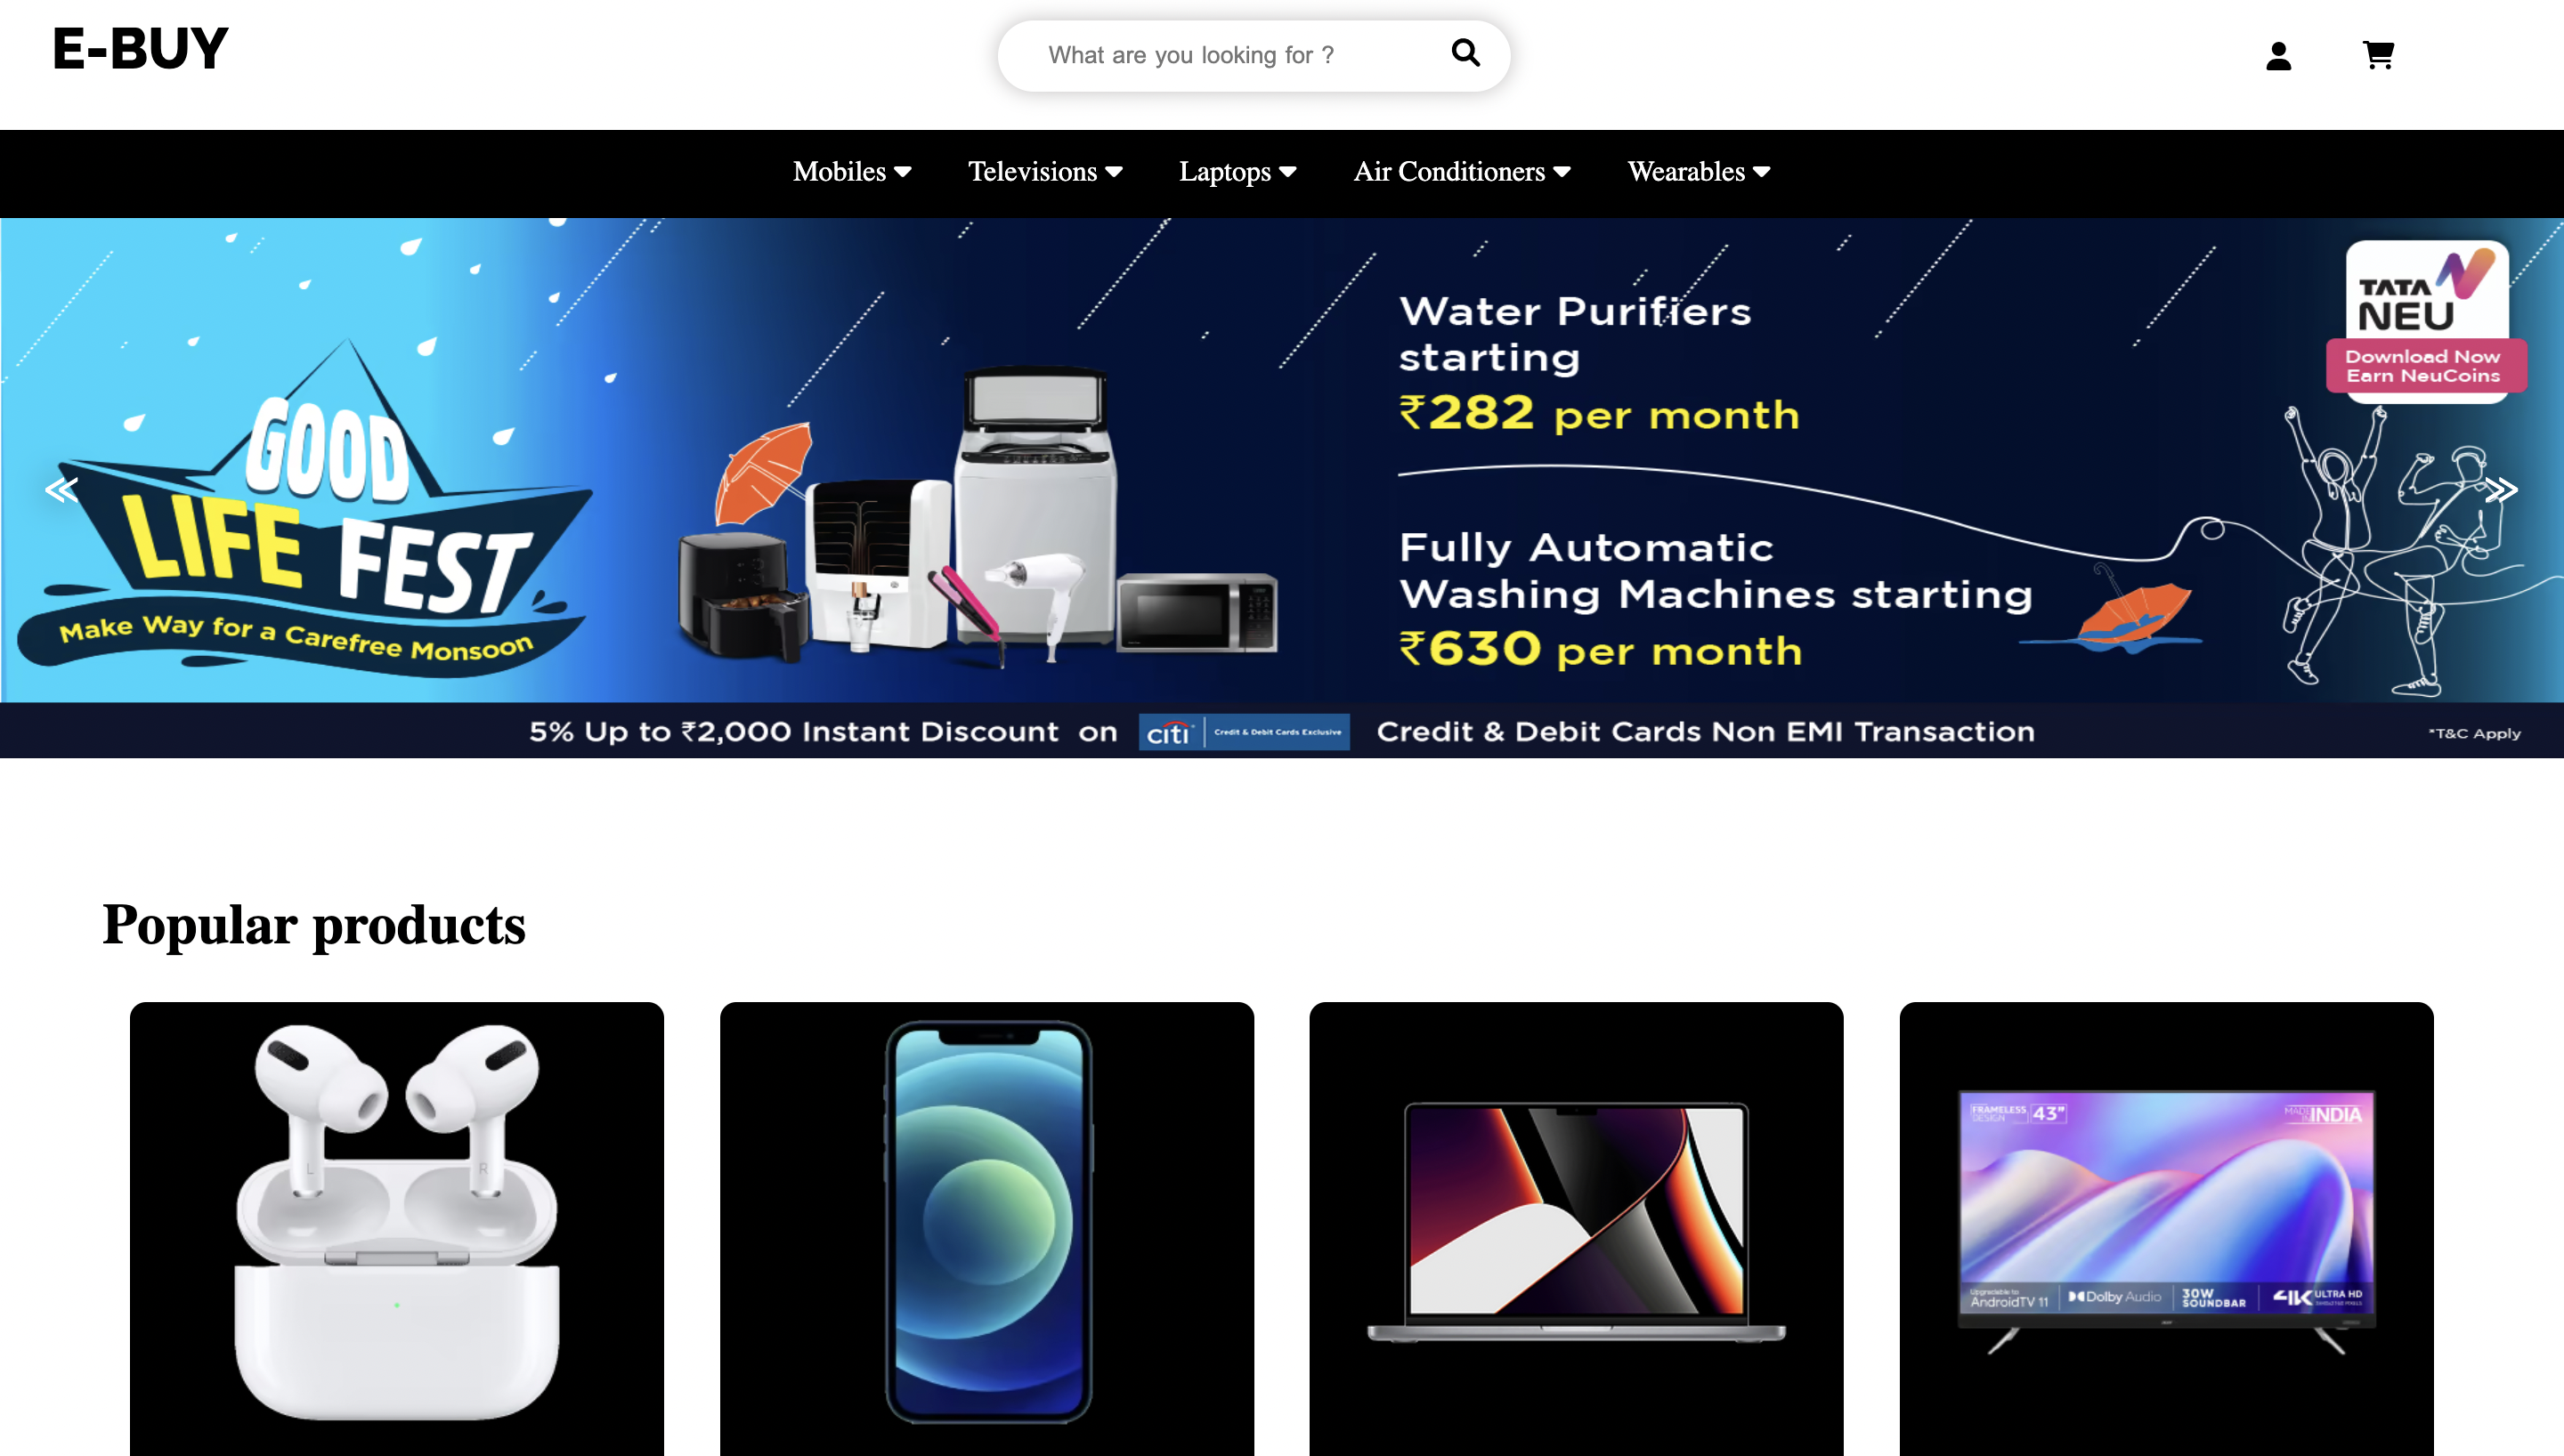 E-BUY
What are you looking for ?
Mobiles
Televisions
Laptops
Air Conditioners
Wearables
GOOD
LIFE FEST
Make Way for a Carefree Monsoon
Water Purifiers
starting
₹282 per month
Fully Automatic
Washing Machines starting
₹630 per month
TATA
NEU
Download Now
Earn NeuCoins
5% Up to ₹2,000 Instant Discount on citi Credit & Debit Cards Exclusive Credit & Debit Cards Non EMI Transaction
*T&C Apply
Popular products
L
R
FRAMELESS
DESIGN
43"
MADE
IN
INDIA
Upgradeable to
AndroidTV 11
Dolby Audio
30W
SOUNDBAR
4K
ULTRA HD